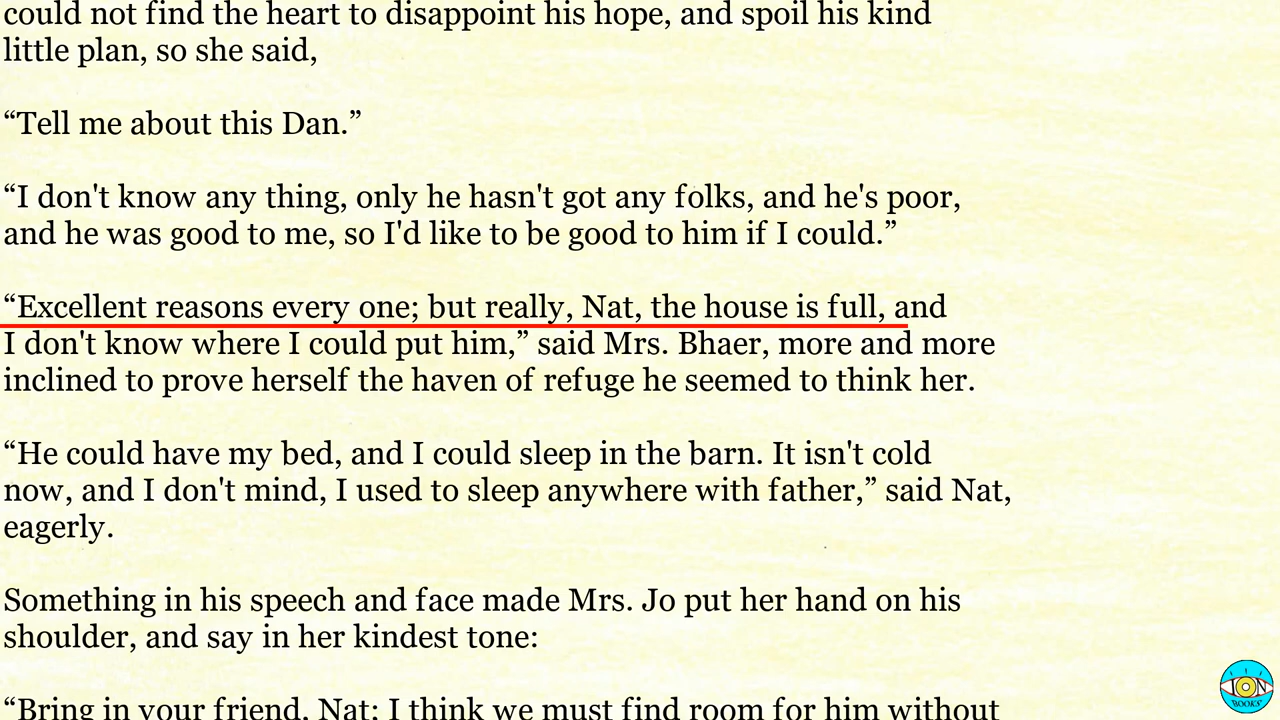 could not find the heart to disappoint his hope, and spoil his kind
little plan, so she said,
“Tell me about this Dan.”
“I don't know any thing, only he hasn't got any folks, and he's poor,
and he was good to me, so I'd like to be good to him if I could.”
“Excellent reasons every one; but really, Nat, the house is full, and
I don't know where I could put him,” said Mrs. Bhaer, more and more
inclined to prove herself the haven of refuge he seemed to think her.
“He could have my bed, and I could sleep in the barn. It isn't cold
now, and I don't mind, I used to sleep anywhere with father,” said Nat,
eagerly.
Something in his speech and face made Mrs. Jo put her hand on his
shoulder, and say in her kindest tone:
“Bring in your friend, Nat; I think we must find room for him without
ION
BOOKS